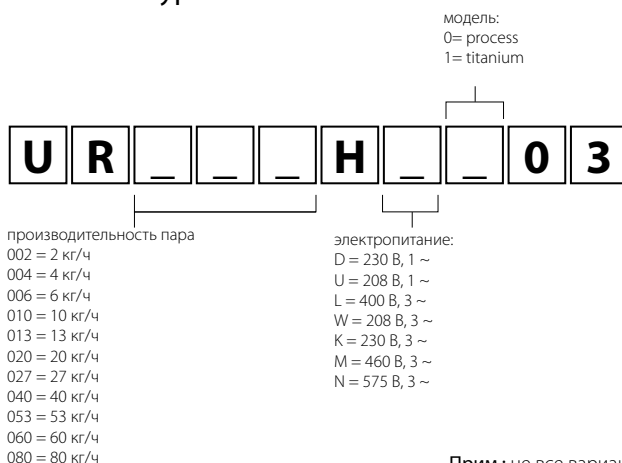 модель:
0= process
1= titanium
U R _ _ _ H _ _ 0 3
производительность пара
002 = 2 кг/ч
004 = 4 кг/ч
006 = 6 кг/ч
010 = 10 кг/ч
013 = 13 кг/ч
020 = 20 кг/ч
027 = 27 кг/ч
040 = 40 кг/ч
053 = 53 кг/ч
060 = 60 кг/ч
080 = 80 кг/ч
электропитание:
D = 230 В, 1 ~
U = 208 В, 1 ~
L = 400 В, 3 ~
W = 208 В, 3 ~
K = 230 В, 3 ~
M = 460 В, 3 ~
N = 575 В, 3 ~
Прим.: не все вариан